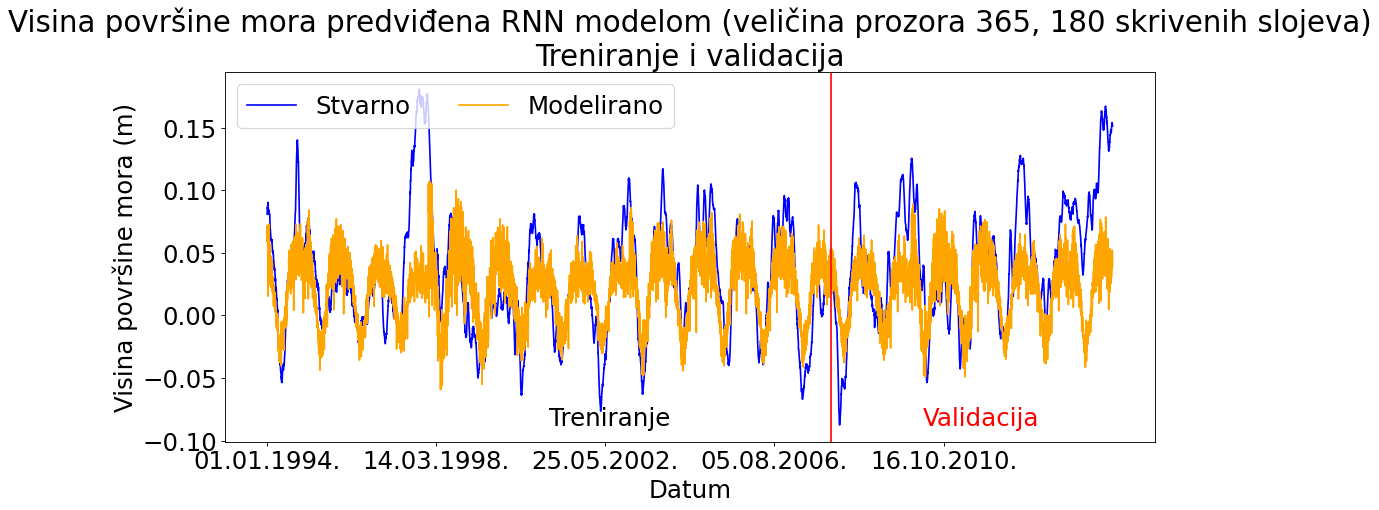 Visina površine mora predviđena RNN modelom (veličina prozora 365, 180 skrivenih slojeva)
Treniranje i validacija
Stvarno
Modelirano
Visina površine mora (m)
0.15
0.10
0.05
0.00
−0.05
−0.10
Treniranje
Validacija
01.01.1994.
14.03.1998.
25.05.2002.
05.08.2006.
16.10.2010.
Datum